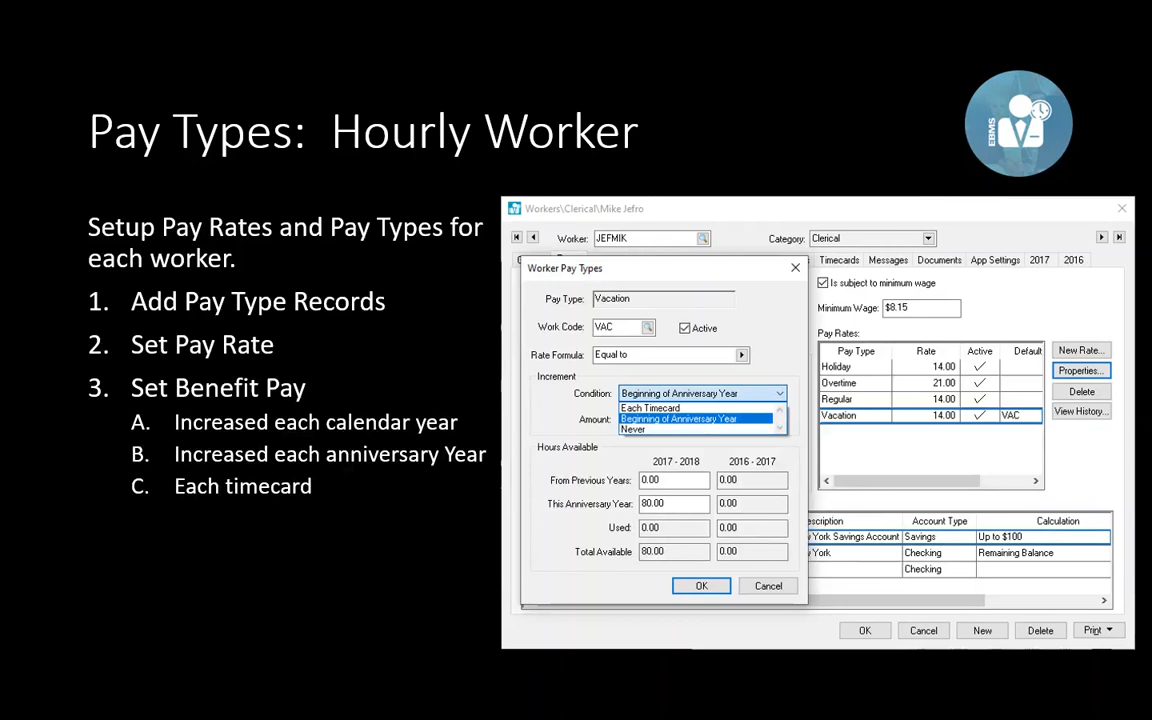 Pay Types:  Hourly Worker
EBMS
Setup Pay Rates and Pay Types for
each worker.
1. Add Pay Type Records
2. Set Pay Rate
3. Set Benefit Pay
A. Increased each calendar year
B. Increased each anniversary Year
C. Each timecard
Workers\Clerical\Mike Jefro
Worker: JEFMIK Category: Clerical
Timecards Messages Documents App Settings 2017 2016
Worker Pay Types
Pay Type: Vacation
Work Code: VAC Active
Rate Formula: Equal to
Increment
Condition: Beginning of Anniversary Year
Each Timecard
Amount: Beginning of Anniversary Year
Never
Hours Available
2017 - 2018 2016 - 2017
From Previous Years: 0.00 0.00
This Anniversary Year: 80.00 0.00
Used: 0.00 0.00
Total Available 80.00 0.00
OK Cancel
Is subject to minimum wage
Minimum Wage: $8.15
Pay Rates:
Pay Type Rate Active Default
Holiday 14.00
Overtime 21.00
Regular 14.00
Vacation 14.00 VAC
New Rate...
Properties...
Delete
View History...
scription Account Type Calculation
York Savings Account Savings Up to $100
York Checking Remaining Balance
Checking
OK Cancel New Delete Print